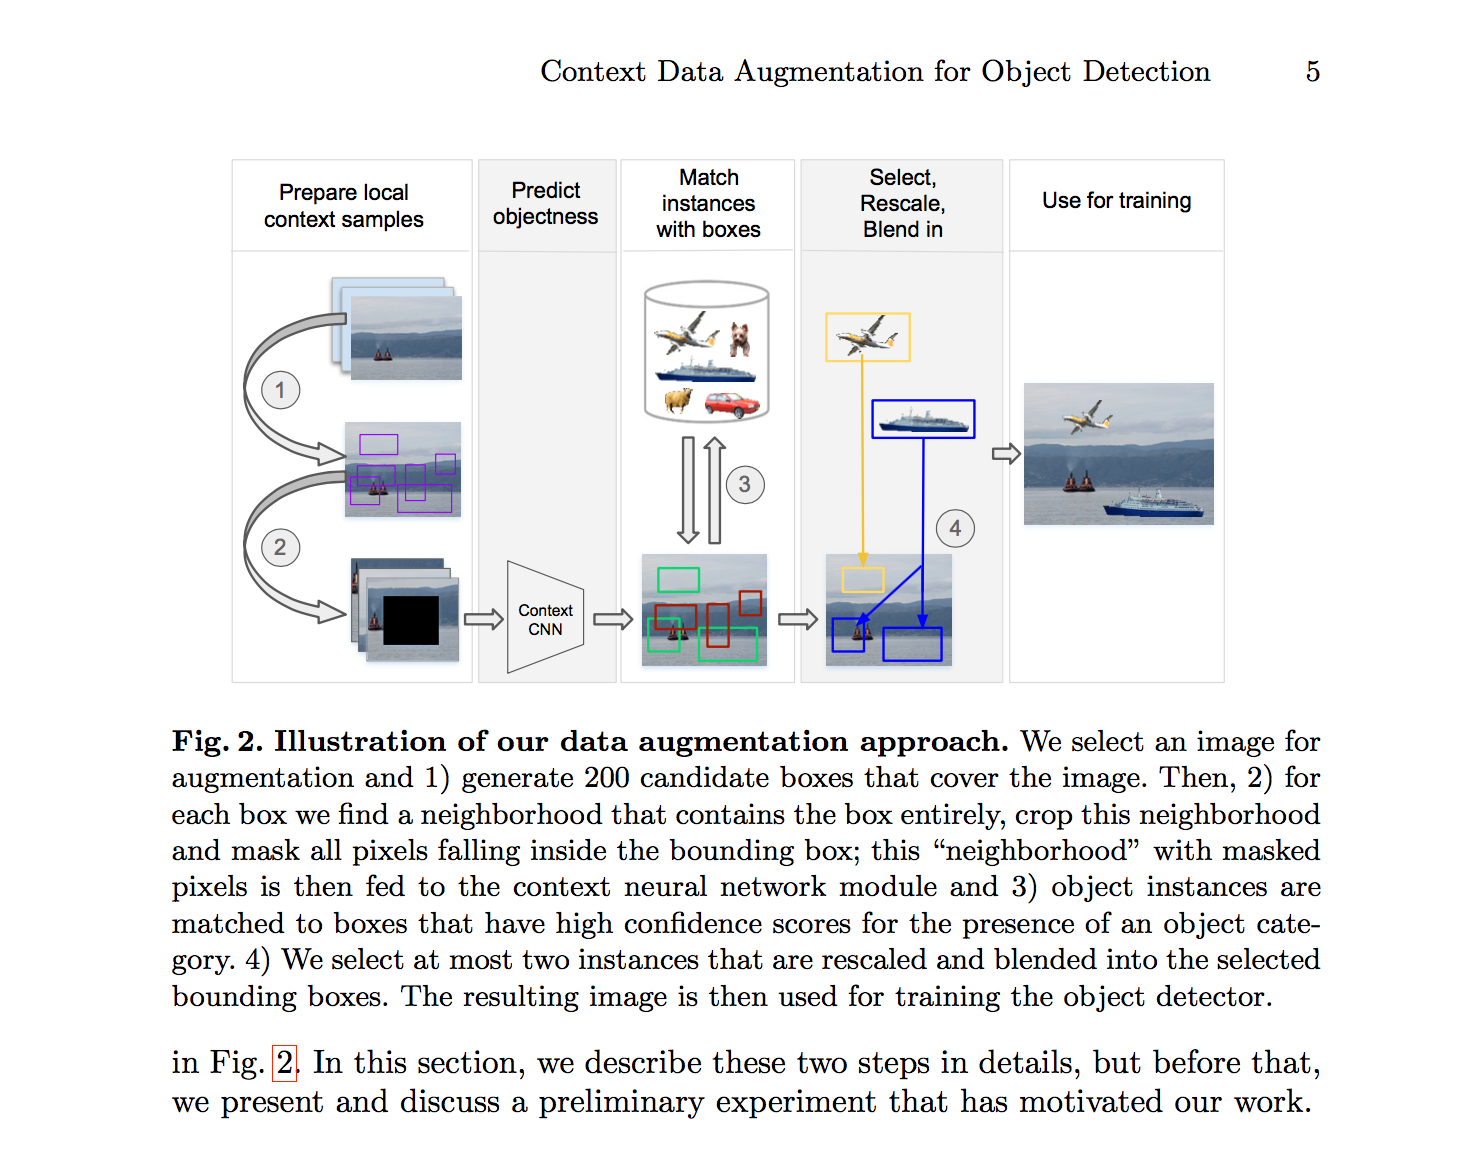 Context Data Augmentation for Object Detection 5
Prepare local
context samples
Predict
objectness
Match
instances
with boxes
Select,
Rescale,
Blend in
Use for training
1
2
Context
CNN
3
4
Fig. 2. Illustration of our data augmentation approach. We select an image for
augmentation and 1) generate 200 candidate boxes that cover the image. Then, 2) for
each box we find a neighborhood that contains the box entirely, crop this neighborhood
and mask all pixels falling inside the bounding box; this “neighborhood” with masked
pixels is then fed to the context neural network module and 3) object instances are
matched to boxes that have high confidence scores for the presence of an object cate-
gory. 4) We select at most two instances that are rescaled and blended into the selected
bounding boxes. The resulting image is then used for training the object detector.
in Fig. 2. In this section, we describe these two steps in details, but before that,
we present and discuss a preliminary experiment that has motivated our work.